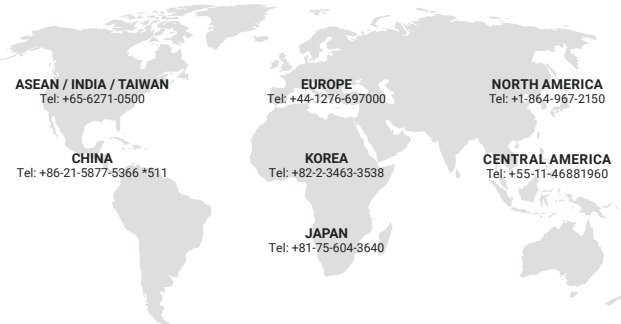 ASEAN / INDIA / TAIWAN
Tel: +65-6271-0500
EUROPE
Tel: +44-1276-697000
NORTH AMERICA
Tel: +1-864-967-2150
CHINA
Tel: +86-21-5877-5366 *511
KOREA
Tel: +82-2-3463-3538
CENTRAL AMERICA
Tel: +55-11-46881960
JAPAN
Tel: +81-75-604-3640